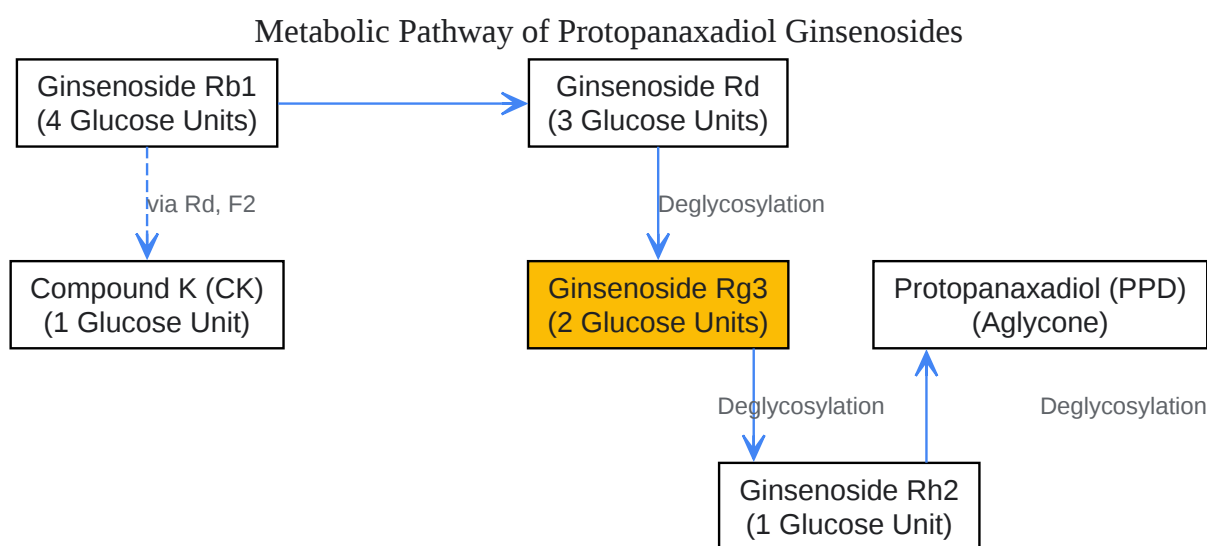 Metabolic Pathway of Protopanaxadiol Ginsenosides
Ginsenoside Rb1
(4 Glucose Units)
Ginsenoside Rd
(3 Glucose Units)
via Rd, F2
Deglycosylation
Compound K (CK)
(1 Glucose Unit)
Ginsenoside Rg3
(2 Glucose Units)
Protopanaxadiol (PPD)
(Aglycone)
Deglycosylation
Deglycosylation
Ginsenoside Rh2
(1 Glucose Unit)